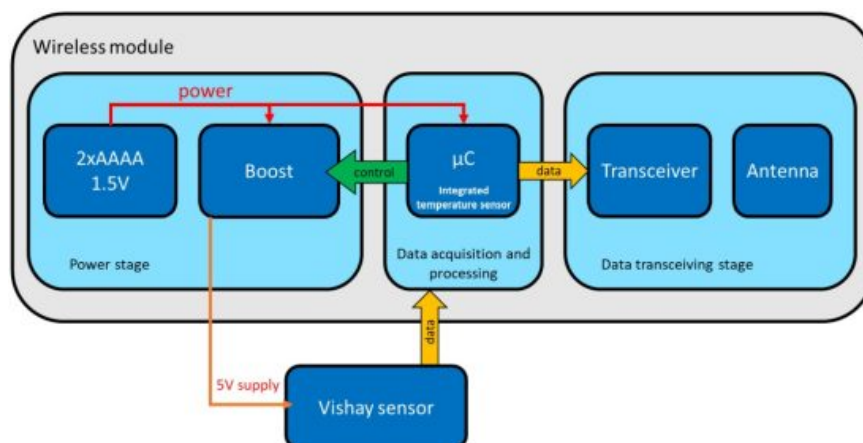 Wireless module
power
2xAAAA
1.5V
Boost
control
μC
Integrated
temperature sensor
data
Transceiver
Antenna
Power stage
Data acquisition and
processing
Data transceiving stage
data
5V supply
Vishay sensor